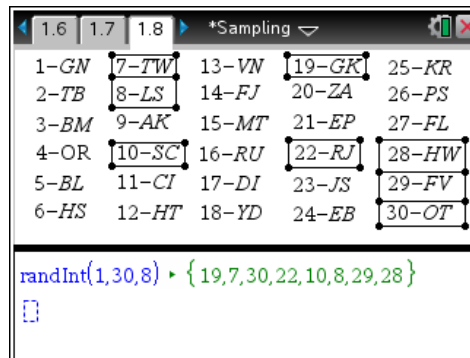 1.6 1.7 1.8 *Sampling
1-GN 7-TW 13-VN 19-GK 25-KR
2-TB 8-LS 14-FJ 20-ZA 26-PS
3-BM 9-AK 15-MT 21-EP 27-FL
4-OR 10-SC 16-RU 22-RJ 28-HW
5-BL 11-CI 17-DI 23-JS 29-FV
6-HS 12-HT 18-YD 24-EB 30-OT
randInt(1,30,8) ▸ {19,7,30,22,10,8,29,28}